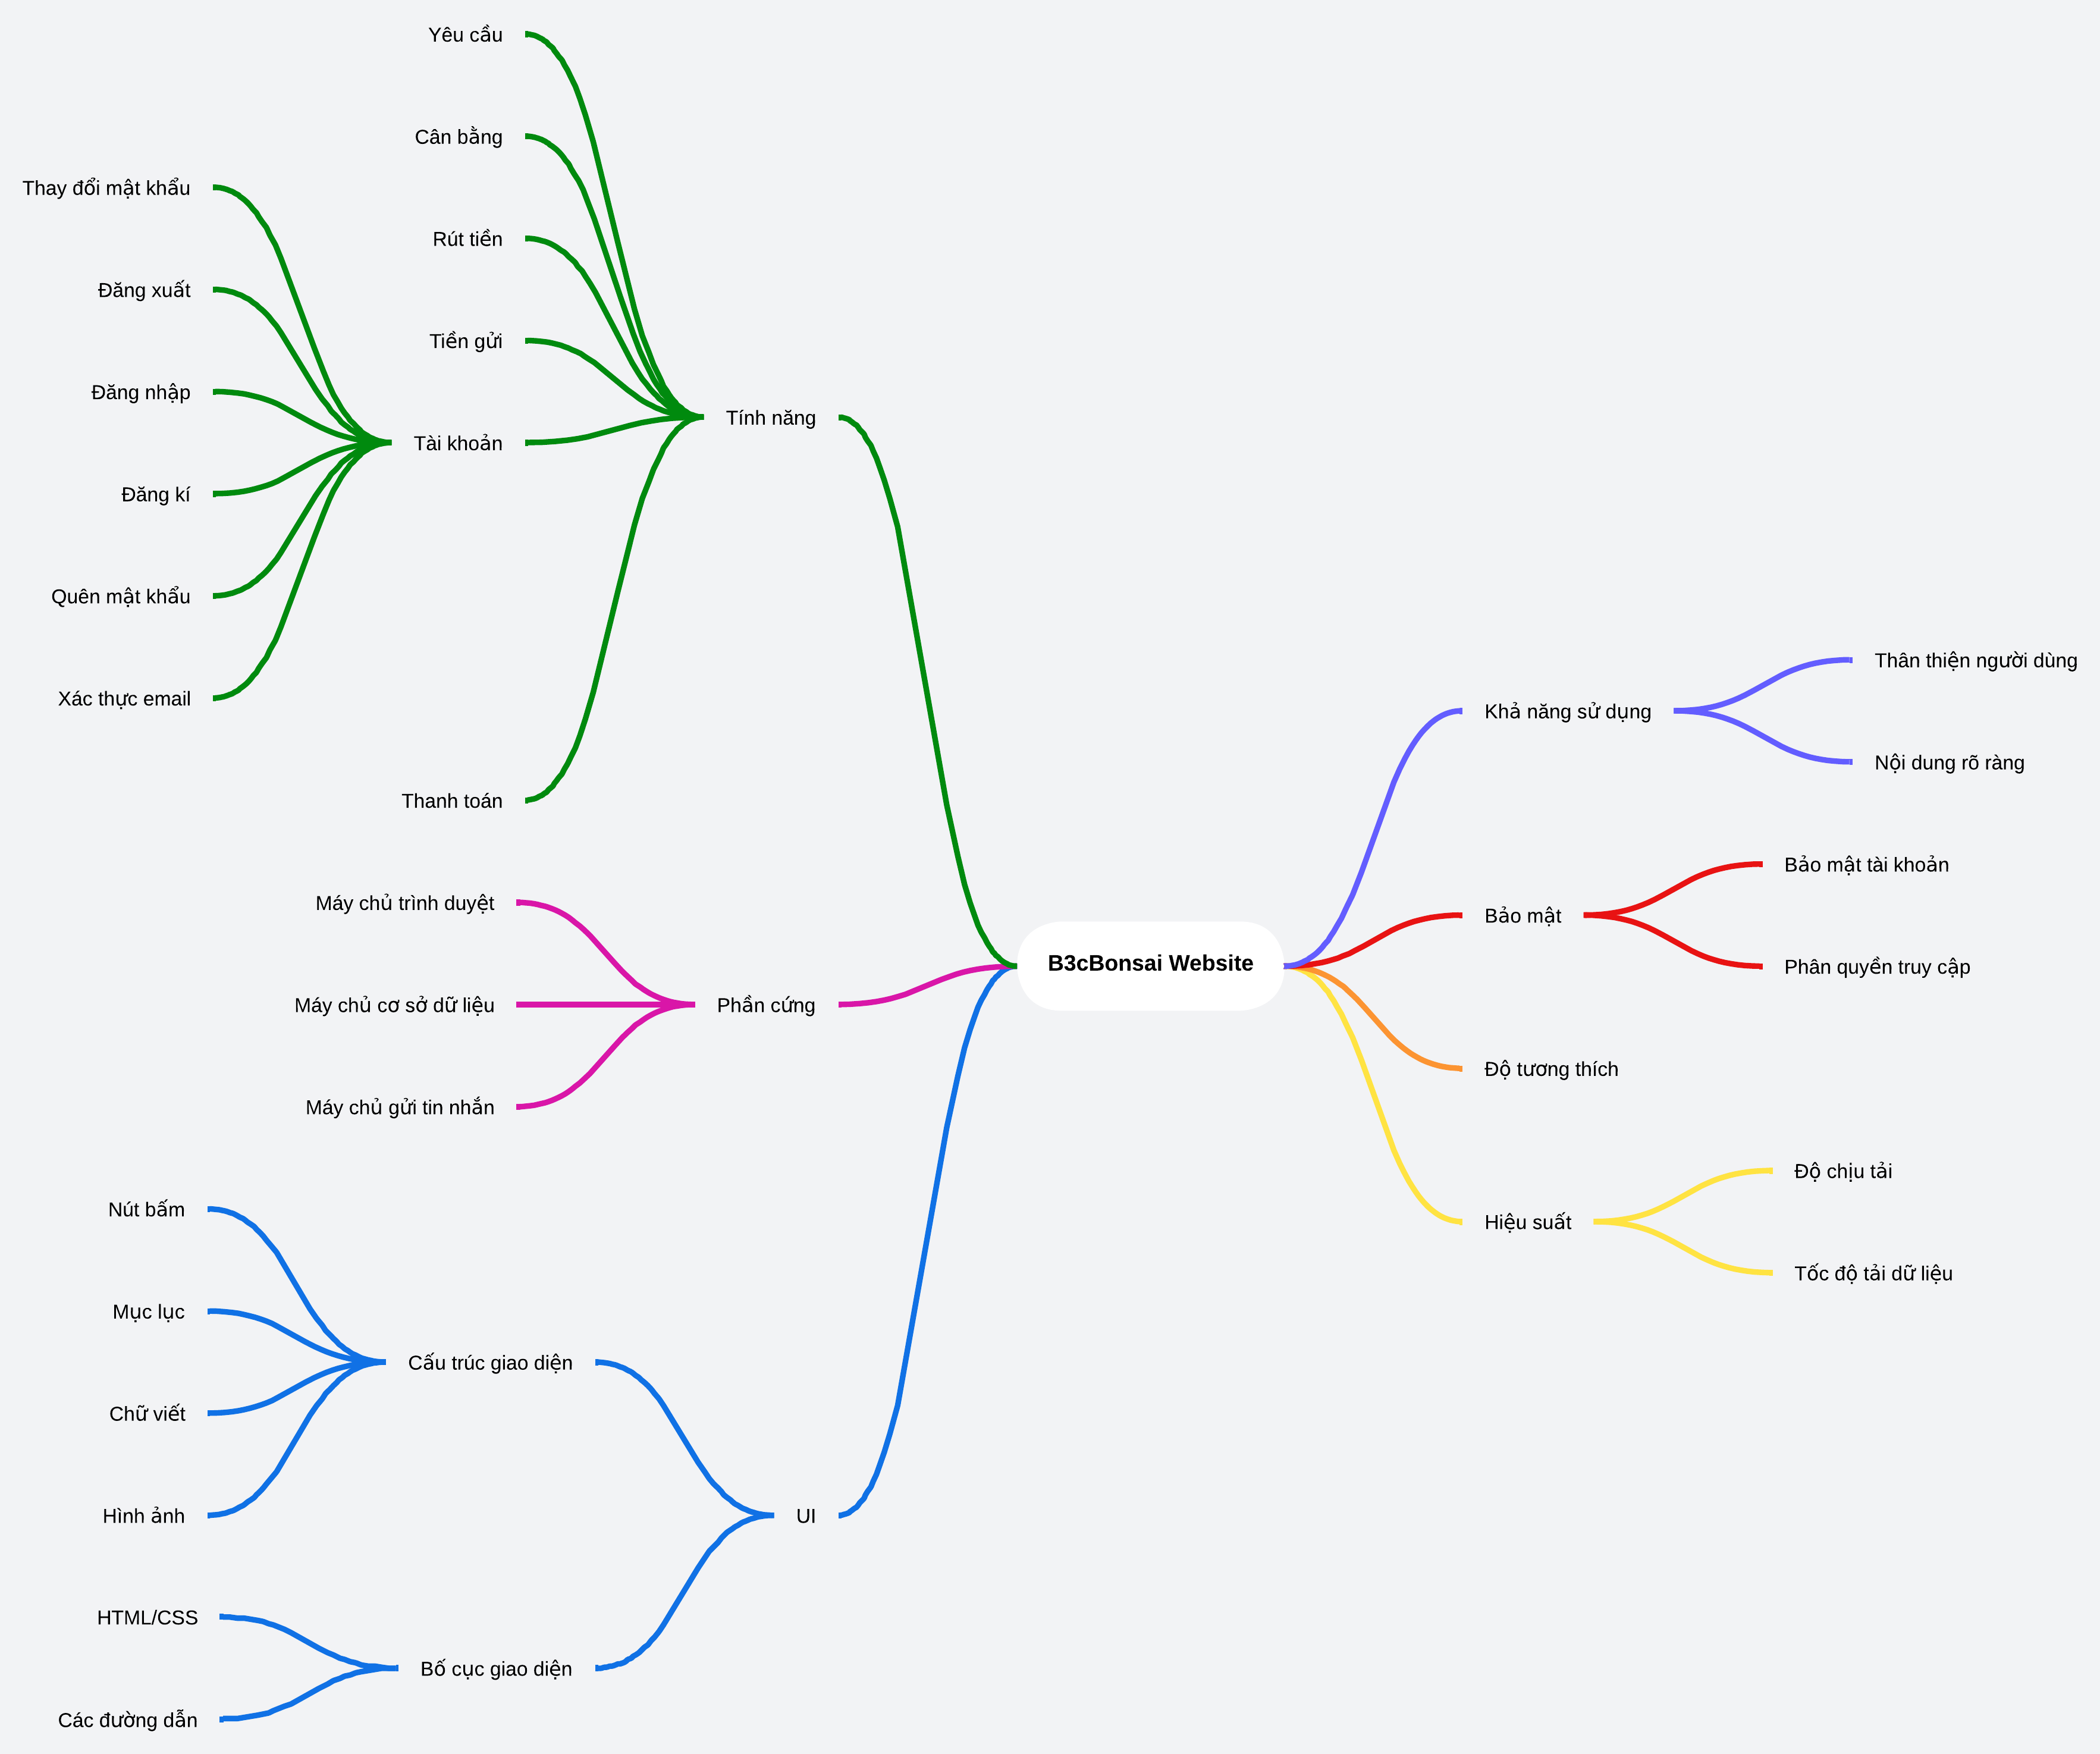 Yêu cầu
Cân bằng
Thay đổi mật khẩu
Rút tiền
Đăng xuất
Tiền gửi
Đăng nhập
Tính năng
Tài khoản
Đăng kí
Quên mật khẩu
Xác thực email
Thanh toán
Máy chủ trình duyệt
Máy chủ cơ sở dữ liệu
Phần cứng
Máy chủ gửi tin nhắn
Nút bấm
Mục lục
Cấu trúc giao diện
Chữ viết
Hình ảnh
UI
HTML/CSS
Bố cục giao diện
Các đường dẫn
B3cBonsai Website
Thân thiện người dùng
Khả năng sử dụng
Nội dung rõ ràng
Bảo mật tài khoản
Bảo mật
Phân quyền truy cập
Độ tương thích
Độ chịu tải
Hiệu suất
Tốc độ tải dữ liệu